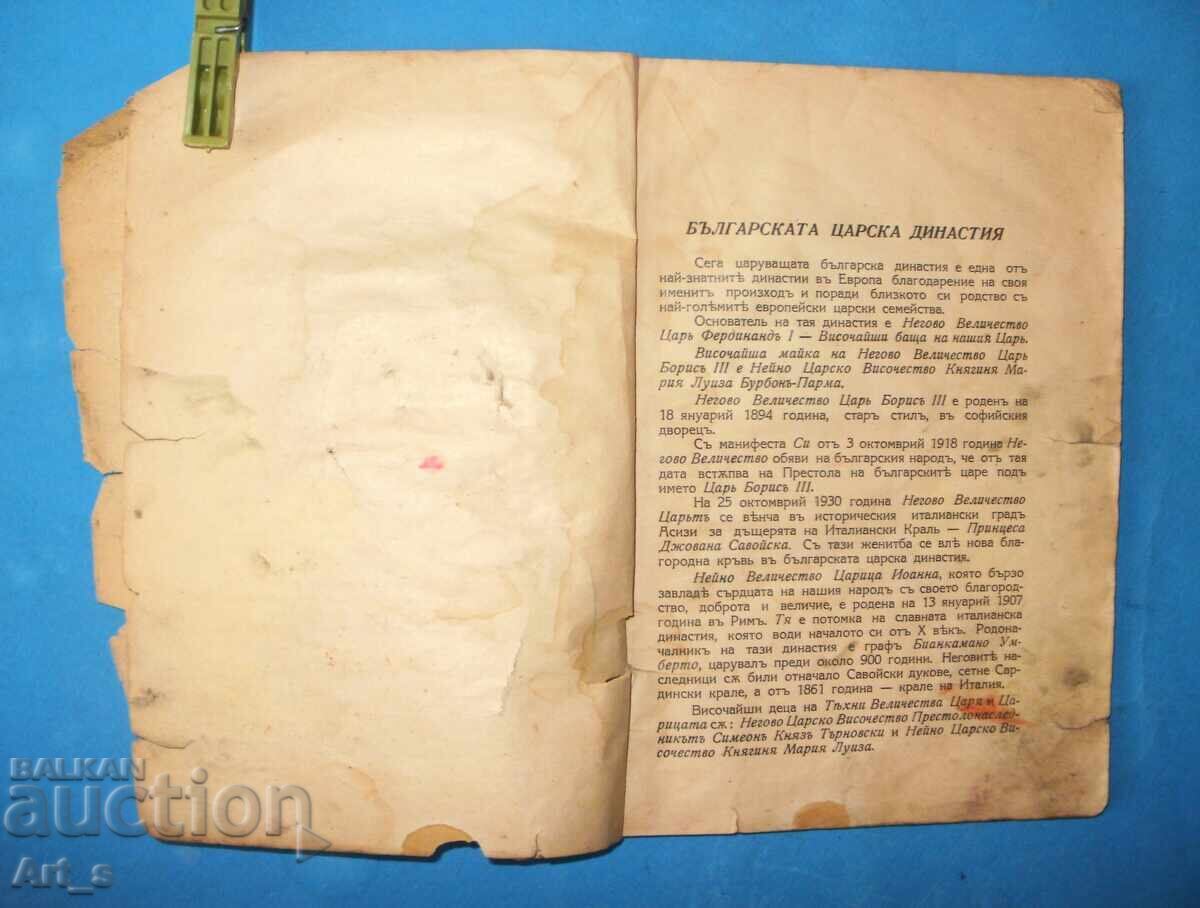 БЪЛГАРСКАТА ЦАРСКА ДИНАСТИЯ
Сега царуващата българска династия е една отъ
най-знатнитѣ династии въ Европа благодарение на своя
именитъ произходъ и поради близкото си родство съ
най-голѣмитѣ европейски царски семейства.
Основатель на тая династия е Негово Величество
Царь Фердинандъ I — Височайши баща на нашия Царь.
Височайша майка на Негово Величество Царь
Борисъ III е Нейно Царско Височество Княгиня Ма-
рия Луиза Бурбонъ-Парма.
Негово Величество Царь Борисъ III е роденъ на
18 януарий 1894 година, старъ стилъ, въ софийския
дворецъ.
Съ манифеста Си отъ 3 октомврий 1918 година Не-
гово Величество обяви на българския народъ, че отъ тая
дата встѫпва на Престола на българскитѣ царе подъ
името Царь Борисъ III.
На 25 октомврий 1930 година Негово Величество
Царьтъ се вѣнча въ историческия италиански градъ
Асизи за дъщерята на Италиански Краль — Принцеса
Джована Савойска. Съ тази женитба се влѣ нова бла-
городна кръвь въ българската царска династия.
Нейно Величество Царица Иоанна, която бързо
завладѣ сърдцата на нашия народъ съ своето благород-
ство, доброта и величие, е родена на 13 януарий 1907
година въ Римъ. Тя е потомка на славната италианска
династия, която води началото си отъ X вѣкъ. Родона-
чалникъ на тази династия е графъ Бианкамано Ум-
берто, царувалъ преди около 900 години. Неговитѣ на-
следници сѫ били отначало Савойски дукове, сетне Сар-
дински крале, а отъ 1861 година — крале на Италия.
Височайши деца на Тѣхни Величества Царя и Ца-
рицата сѫ: Негово Царско Височество Престолонаслед-
никътъ Симеонъ Князъ Търновски и Нейно Царско Ви-
сочество Княгиня Мария Луиза.
BALKAN
auction
Art_s